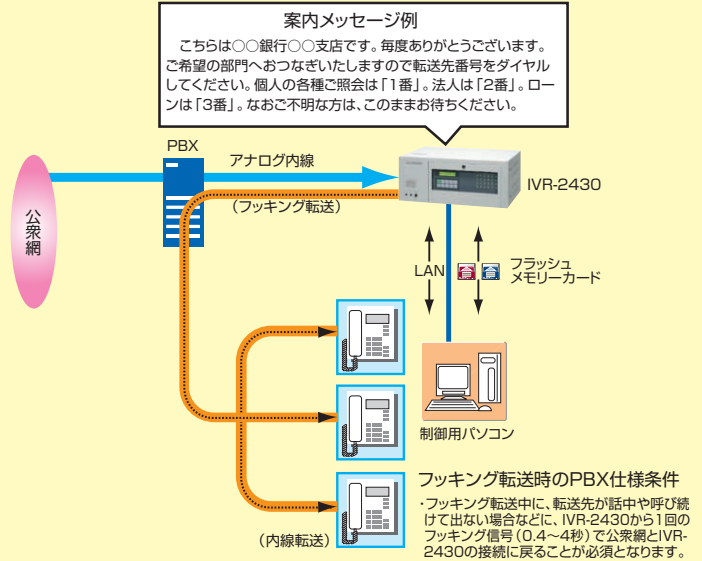 案内メッセージ例
こちらは○○銀行○○支店です。毎度ありがとうございます。
ご希望の部門へおつなぎいたしますので転送先番号をダイヤル
してください。個人の各種ご照会は「1番」。法人は「2番」。ロー
ンは「3番」。なおご不明な方は、このままお待ちください。
PBX
アナログ内線
(フッキング転送)
IVR-2430
公衆網
LAN
フラッシュ
メモリーカード
制御用パソコン
(内線転送)
フッキング転送時のPBX仕様条件
・フッキング転送中に、転送先が話中や呼び続
けて出ない場合などに、IVR-2430から1回の
フッキング信号(0.4〜4秒)で公衆網とIVR-
2430の接続に戻ることが必須となります。